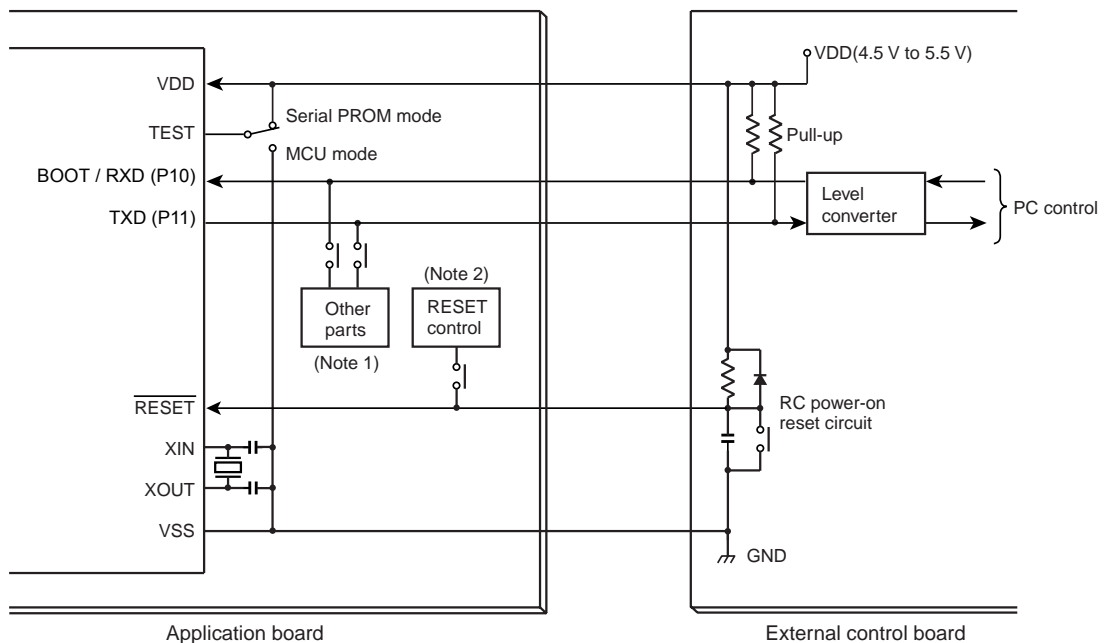 VDD(4.5 V to 5.5 V)
VDD
Serial PROM mode
TEST
Pull-up
MCU mode
BOOT / RXD (P10)
Level
converter
PC control
TXD (P11)
(Note 2)
Other
parts
RESET
control
(Note 1)
RESET
RC power-on
reset circuit
XIN
XOUT
VSS
GND
Application board
External control board